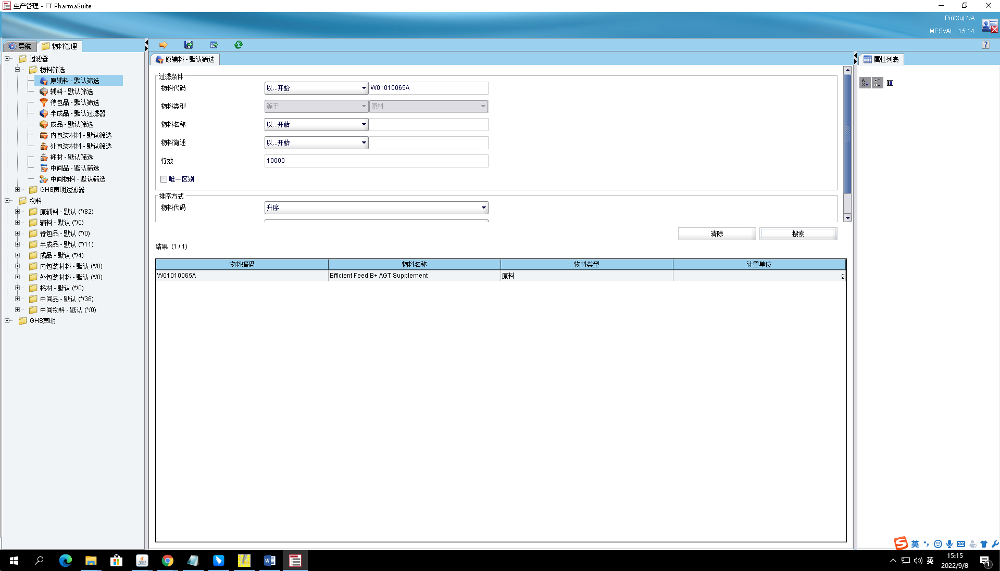 生产管理 - FT PharmaSuite
PiritXu| NA
MESVAL | 15:14
导航
物料管理
过滤器
物料筛选
原辅料 - 默认筛选
辅料 - 默认筛选
待包品 - 默认筛选
半成品 - 默认过滤器
成品 - 默认筛选
内包装材料 - 默认筛选
外包装材料 - 默认筛选
耗材 - 默认筛选
中间品 - 默认筛选
中间物料 - 默认筛选
GHS声明过滤器
物料
原辅料 - 默认 (*/82)
辅料 - 默认 (*/0)
待包品 - 默认 (*/0)
半成品 - 默认 (*/11)
成品 - 默认 (*/4)
内包装材料 - 默认 (*/0)
外包装材料 - 默认 (*/0)
耗材 - 默认 (*/0)
中间品 - 默认 (*/36)
中间物料 - 默认 (*/0)
GHS声明
原辅料 - 默认筛选
过滤条件
物料代码 以...开始 W01010065A
物料类型 等于 原料
物料名称 以...开始
物料简述 以...开始
行数 10000
唯一区别
排序方式
物料代码 升序
清除 搜索
结果: (1 / 1)
物料编码 物料名称 物料类型 计量单位
W01010065A Efficient Feed B+ AGT Supplement 原料 g
属性列表
英
英
15:15
2022/9/8
1